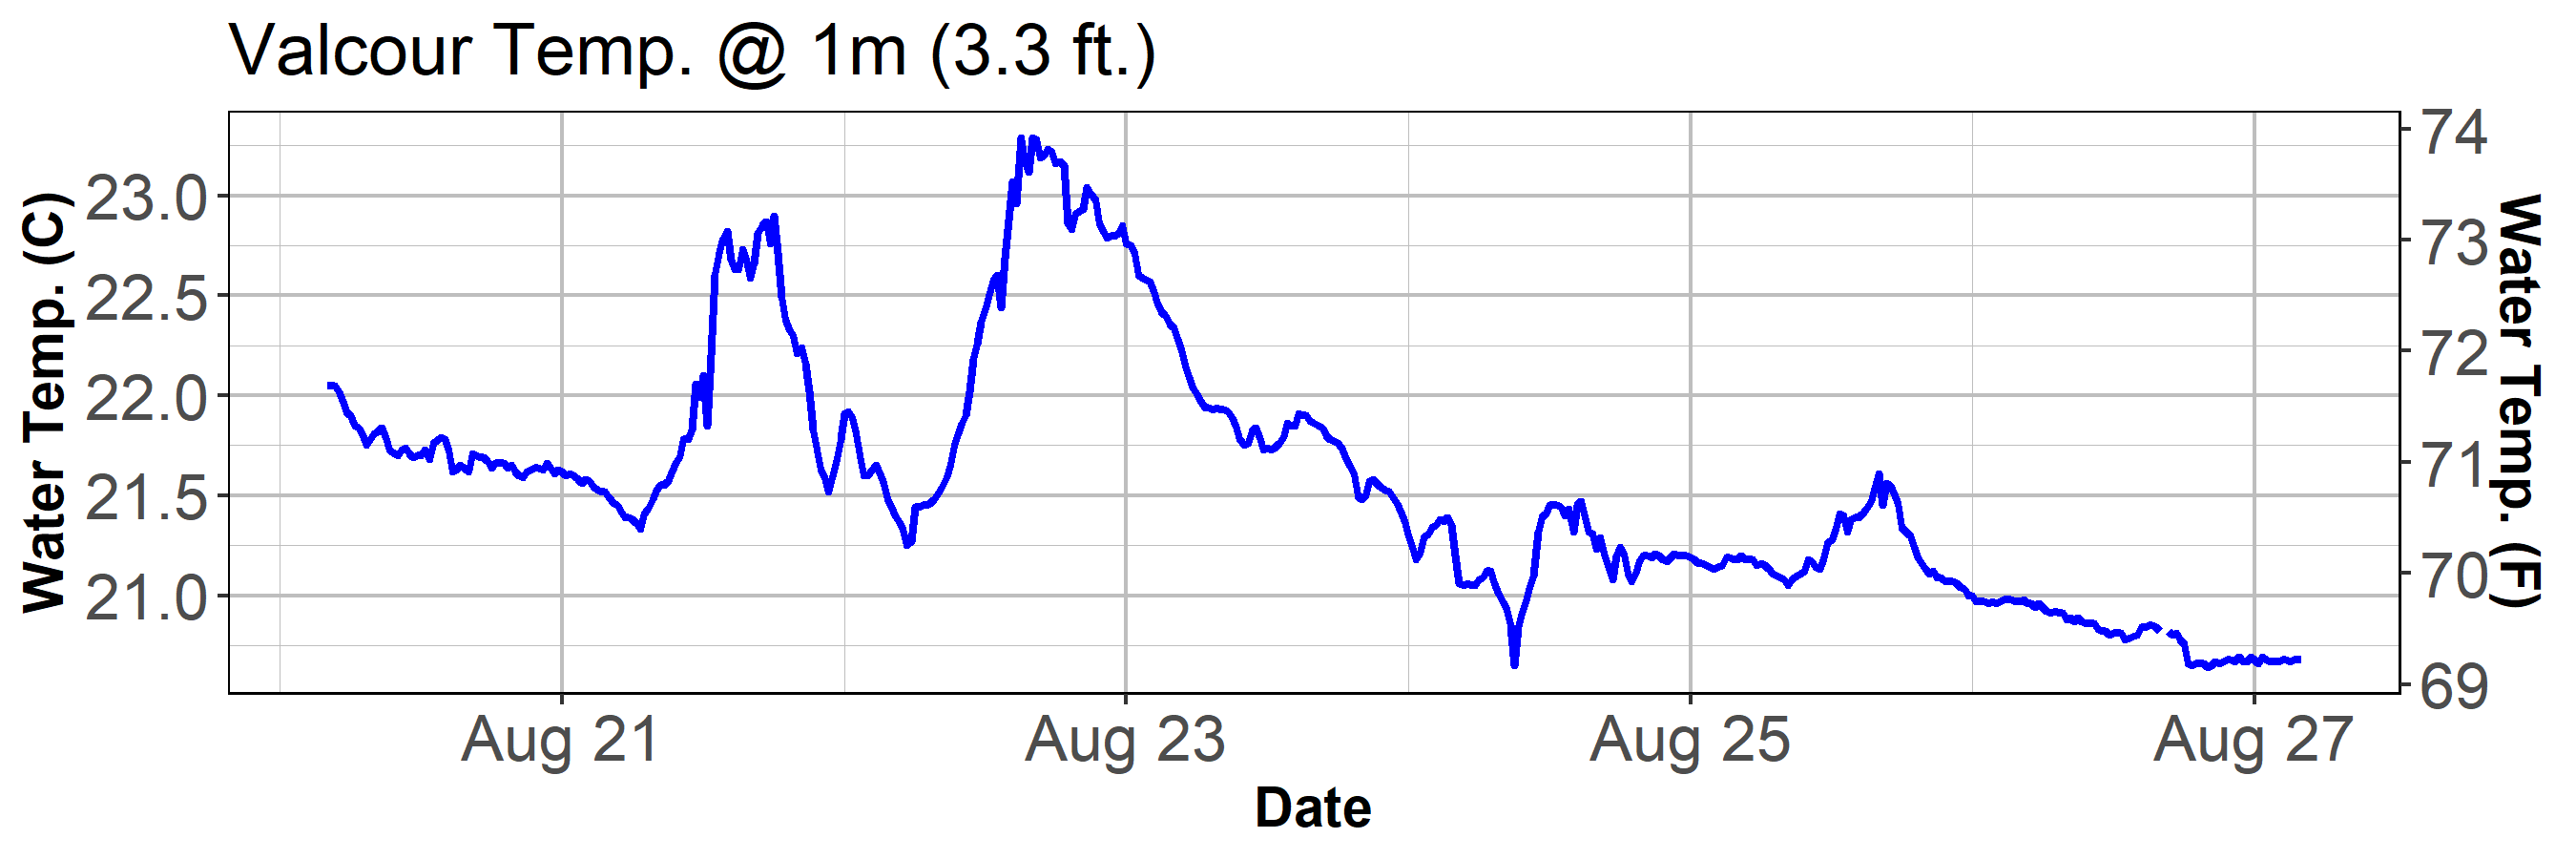 Valcour Temp. @ 1m (3.3 ft.)
Water Temp. (C)
23.0
22.5
22.0
21.5
21.0
74
73
72
71
70
69
Water Temp. (F)
Aug 21
Aug 23
Aug 25
Aug 27
Date